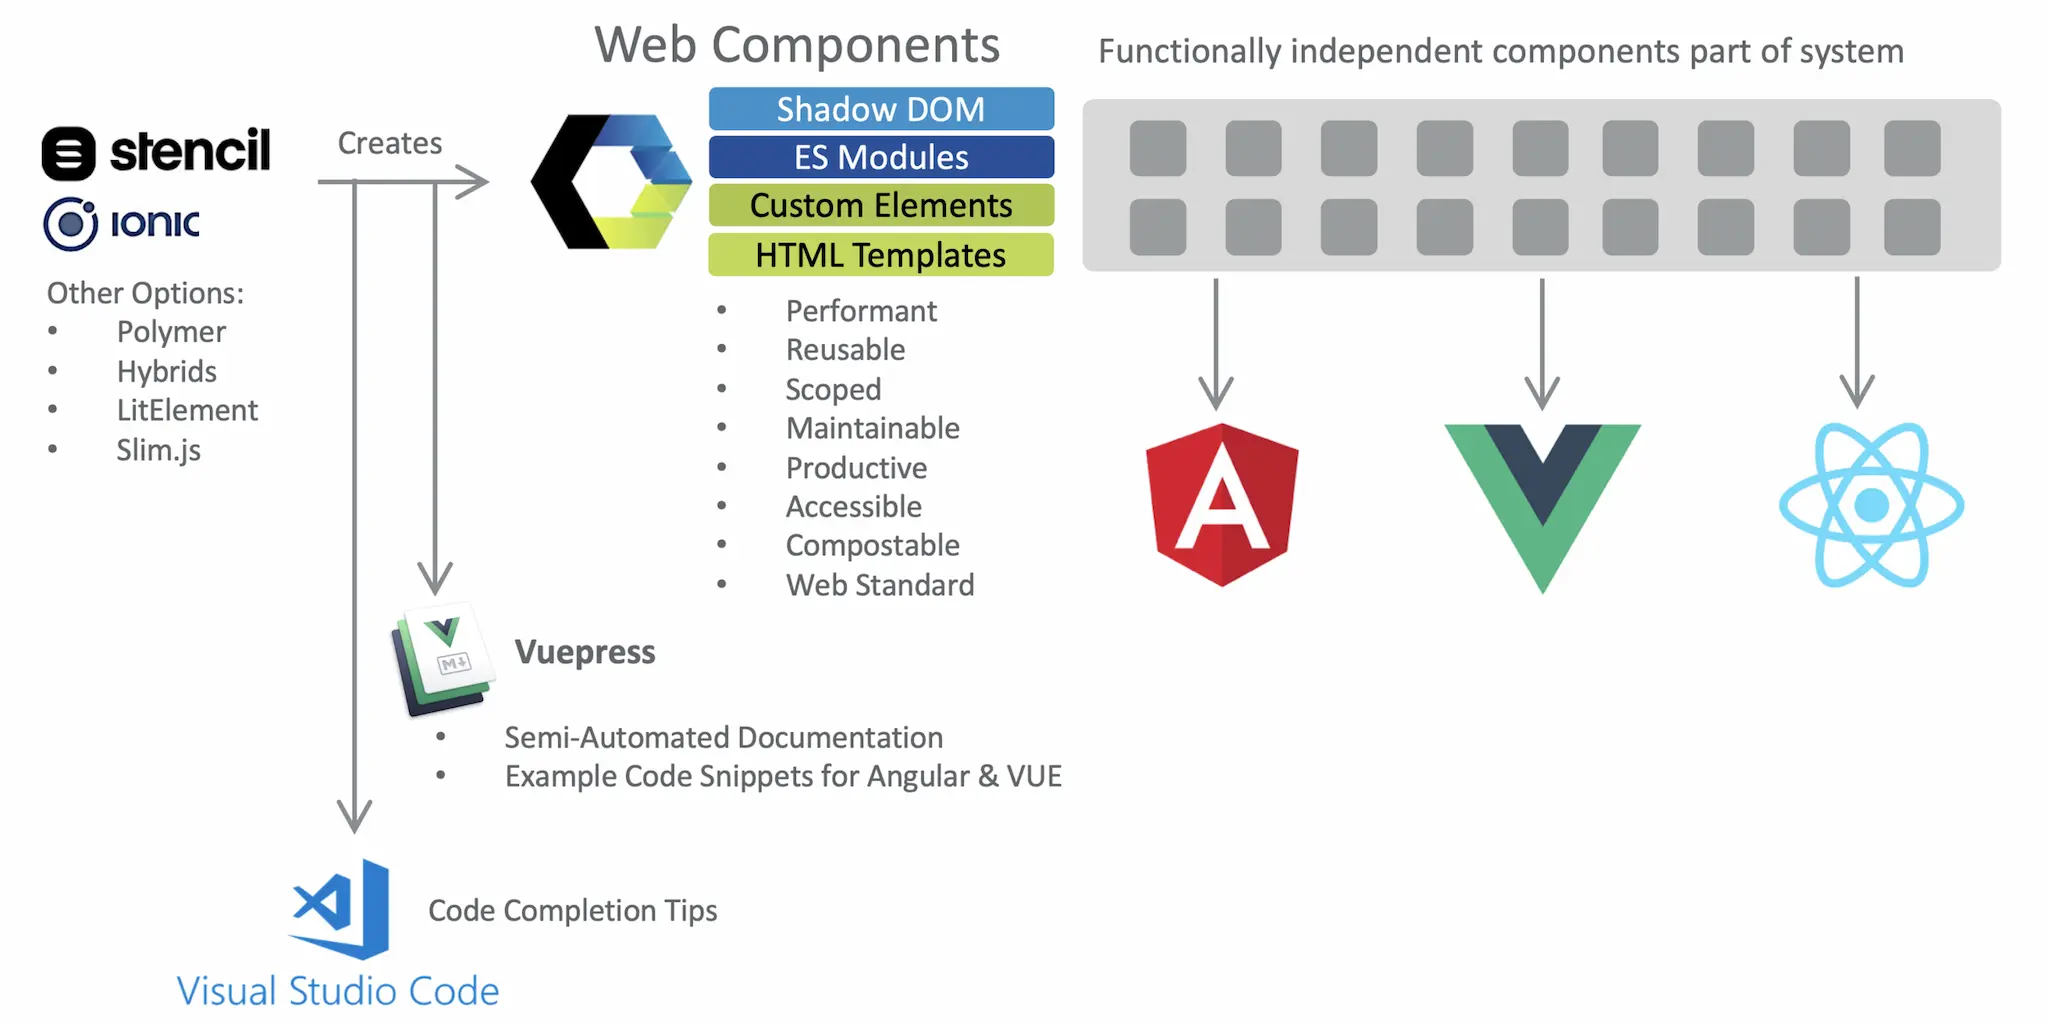 Web Components
Functionally independent components part of system
stencil
IONIC
Creates
Shadow DOM
ES Modules
Custom Elements
HTML Templates
Other Options:
• Polymer
• Hybrids
• LitElement
• Slim.js
• Performant
• Reusable
• Scoped
• Maintainable
• Productive
• Accessible
• Compostable
• Web Standard
A
M
Vuepress
• Semi-Automated Documentation
• Example Code Snippets for Angular & VUE
Code Completion Tips
Visual Studio Code